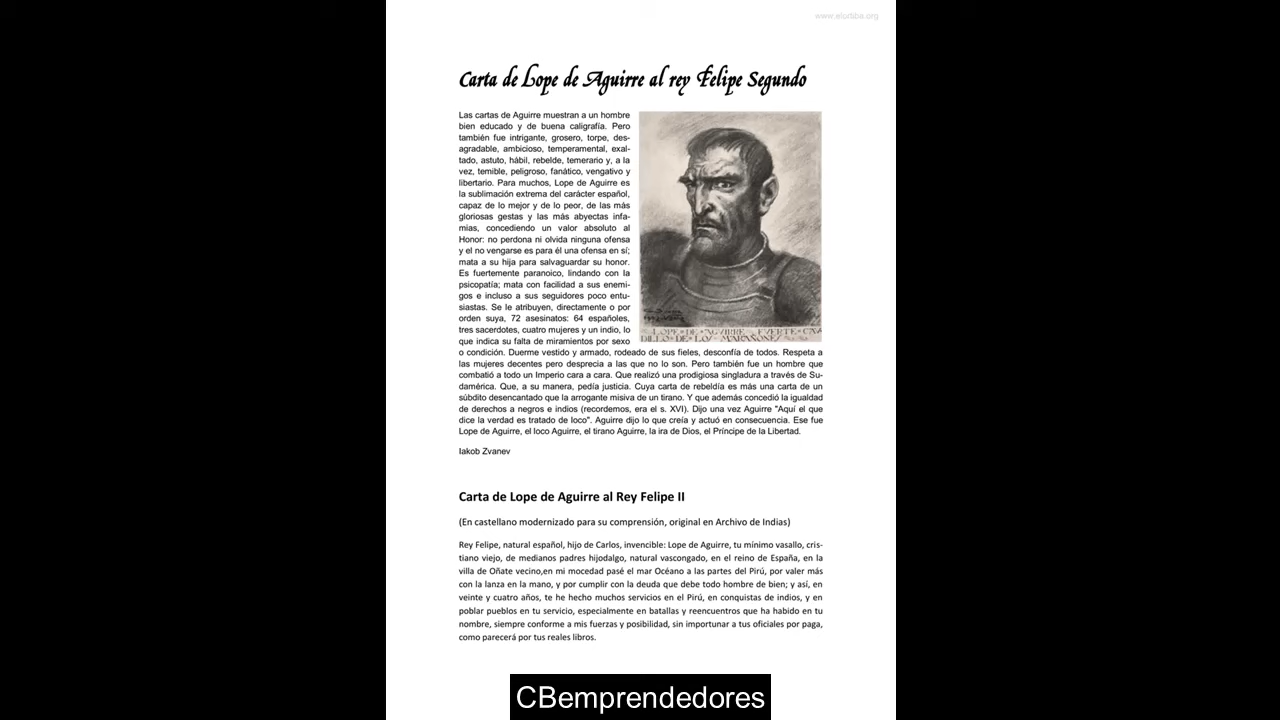 www.elortiba.org
Carta de Lope de Aguirre al rey Felipe Segundo
Las cartas de Aguirre muestran a un hombre
bien educado y de buena caligrafía. Pero
también fue intrigante, grosero, torpe, des-
agradable, ambicioso, temperamental, exal-
tado, astuto, hábil, rebelde, temerario y, a la
vez, temible, peligroso, fanático, vengativo y
libertario. Para muchos, Lope de Aguirre es
la sublimación extrema del carácter español,
capaz de lo mejor y de lo peor, de las más
gloriosas gestas y las más abyectas infa-
mias, concediendo un valor absoluto al
Honor: no perdona ni olvida ninguna ofensa
y el no vengarse es para él una ofensa en sí;
mata a su hija para salvaguardar su honor.
Es fuertemente paranoico, lindando con la
psicopatía; mata con facilidad a sus enemi-
gos e incluso a sus seguidores poco entu-
siastas. Se le atribuyen, directamente o por
orden suya, 72 asesinatos: 64 españoles,
tres sacerdotes, cuatro mujeres y un indio, lo
que indica su falta de miramientos por sexo
o condición. Duerme vestido y armado, rodeado de sus fieles, desconfía de todos. Respeta a
las mujeres decentes pero desprecia a las que no lo son. Pero también fue un hombre que
combatió a todo un Imperio cara a cara. Que realizó una prodigiosa singladura a través de Su-
damérica. Que, a su manera, pedía justicia. Cuya carta de rebeldía es más una carta de un
súbdito desencantado que la arrogante misiva de un tirano. Y que además concedió la igualdad
de derechos a negros e indios (recordemos, era el s. XVI). Dijo una vez Aguirre "Aquí el que
dice la verdad es tratado de loco". Aguirre dijo lo que creía y actuó en consecuencia. Ese fue
Lope de Aguirre, el loco Aguirre, el tirano Aguirre, la ira de Dios, el Príncipe de la Libertad.
LOPE·DE·AGVIRRE·FVERTE·CAV
DILLO·DE·LOS·MARAÑONES
Iakob Zvanev
Carta de Lope de Aguirre al Rey Felipe II
(En castellano modernizado para su comprensión, original en Archivo de Indias)
Rey Felipe, natural español, hijo de Carlos, invencible: Lope de Aguirre, tu mínimo vasallo, cris-
tiano viejo, de medianos padres hijodalgo, natural vascongado, en el reino de España, en la
villa de Oñate vecino,en mi mocedad pasé el mar Océano a las partes del Pirú, por valer más
con la lanza en la mano, y por cumplir con la deuda que debe todo hombre de bien; y así, en
veinte y cuatro años, te he hecho muchos servicios en el Pirú, en conquistas de indios, y en
poblar pueblos en tu servicio, especialmente en batallas y reencuentros que ha habido en tu
nombre, siempre conforme a mis fuerzas y posibilidad, sin importunar a tus oficiales por paga,
como parecerá por tus reales libros.
CBemprendedores